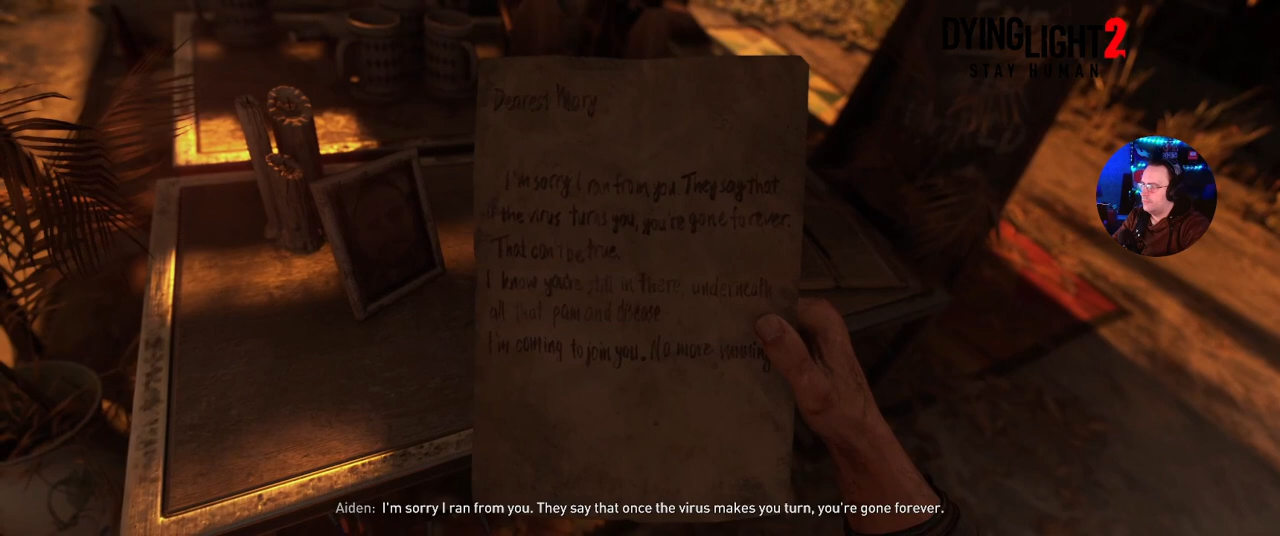 DYING LIGHT 2
STAY HUMAN
Dearest Mary
I'm sorry I ran from you. They say that
if the virus turns you, you're gone forever.
That can't be true.
I know you're still in there, underneath
all that pain and disease
I'm coming to join you. No more running
Aiden: I'm sorry I ran from you. They say that once the virus makes you turn, you're gone forever.